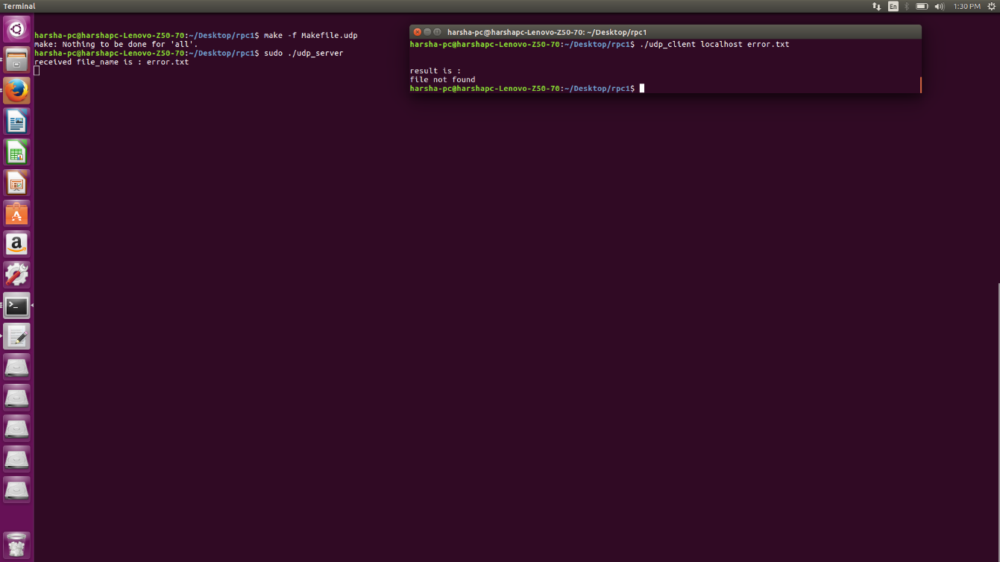 Terminal
En
1:30 PM
harsha-pc@harshapc-Lenovo-Z50-70:~/Desktop/rpc1$ make -f Makefile.udp
make: Nothing to be done for 'all'.
harsha-pc@harshapc-Lenovo-Z50-70:~/Desktop/rpc1$ sudo ./udp_server
received file_name is : error.txt
harsha-pc@harshapc-Lenovo-Z50-70: ~/Desktop/rpc1
harsha-pc@harshapc-Lenovo-Z50-70:~/Desktop/rpc1$ ./udp_client localhost error.txt
result is :
file not found
harsha-pc@harshapc-Lenovo-Z50-70:~/Desktop/rpc1$